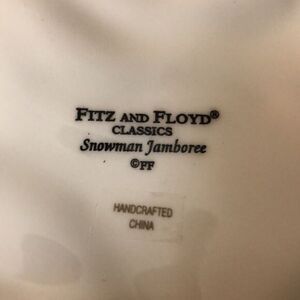 FITZ AND FLOYD®
CLASSICS
Snowman Jamboree
©FF
HANDCRAFTED
CHINA